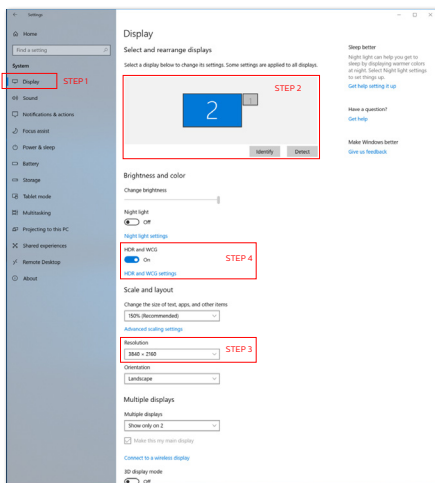 Settings
Home
Find a setting
System
Display
STEP 1
Sound
Notifications & actions
Focus assist
Power & sleep
Battery
Storage
Tablet mode
Multitasking
Projecting to this PC
Shared experiences
Remote Desktop
About
Display
Select and rearrange displays
Select a display below to change its settings. Some settings are applied to all displays.
STEP 2
2
1
Identify
Detect
Brightness and color
Change brightness
Night light
Off
Night light settings
HDR and WCG
On
STEP 4
HDR and WCG settings
Scale and layout
Change the size of text, apps, and other items
150% (Recommended)
Advanced scaling settings
Resolution
3840 × 2160
STEP 3
Orientation
Landscape
Multiple displays
Multiple displays
Show only on 2
Make this my main display
Connect to a wireless display
3D display mode
Off
Sleep better
Night light can help you get to
sleep by displaying warmer colors
at night. Select Night light settings
to set things up.
Get help setting it up
Have a question?
Get help
Make Windows better
Give us feedback